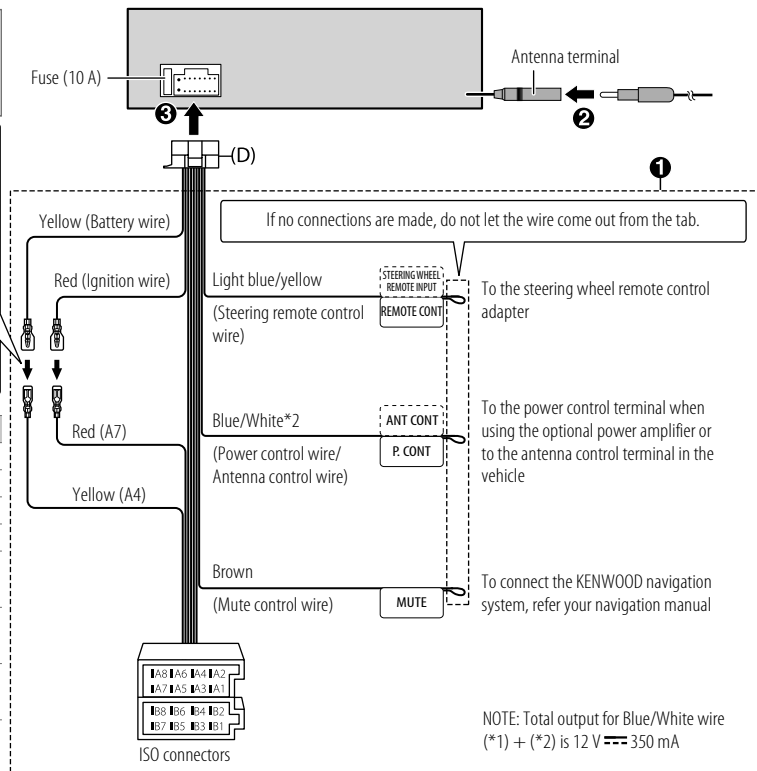 Fuse (10 A)
Antenna terminal
❸
❷
(D)
❶
Yellow (Battery wire)
If no connections are made, do not let the wire come out from the tab.
Red (Ignition wire)
Light blue/yellow
(Steering remote control
wire)
STEERING WHEEL
REMOTE INPUT
REMOTE CONT
To the steering wheel remote control
adapter
Red (A7)
Blue/White*2
(Power control wire/
Antenna control wire)
ANT CONT
P. CONT
To the power control terminal when
using the optional power amplifier or
to the antenna control terminal in the
vehicle
Yellow (A4)
Brown
(Mute control wire)
MUTE
To connect the KENWOOD navigation
system, refer your navigation manual
A8 A6 A4 A2
A7 A5 A3 A1
B8 B6 B4 B2
B7 B5 B3 B1
ISO connectors
NOTE: Total output for Blue/White wire
(*1) + (*2) is 12 V ⎓ 350 mA